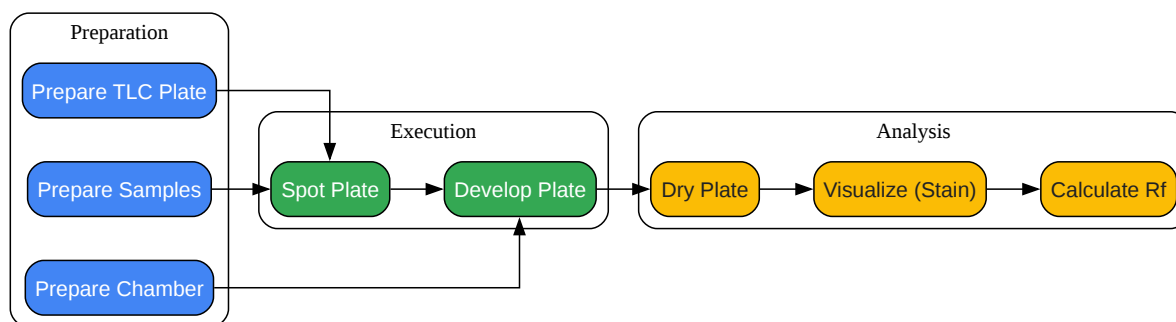 Preparation
Prepare TLC Plate
Prepare Samples
Prepare Chamber
Execution
Spot Plate
Develop Plate
Analysis
Dry Plate
Visualize (Stain)
Calculate Rf